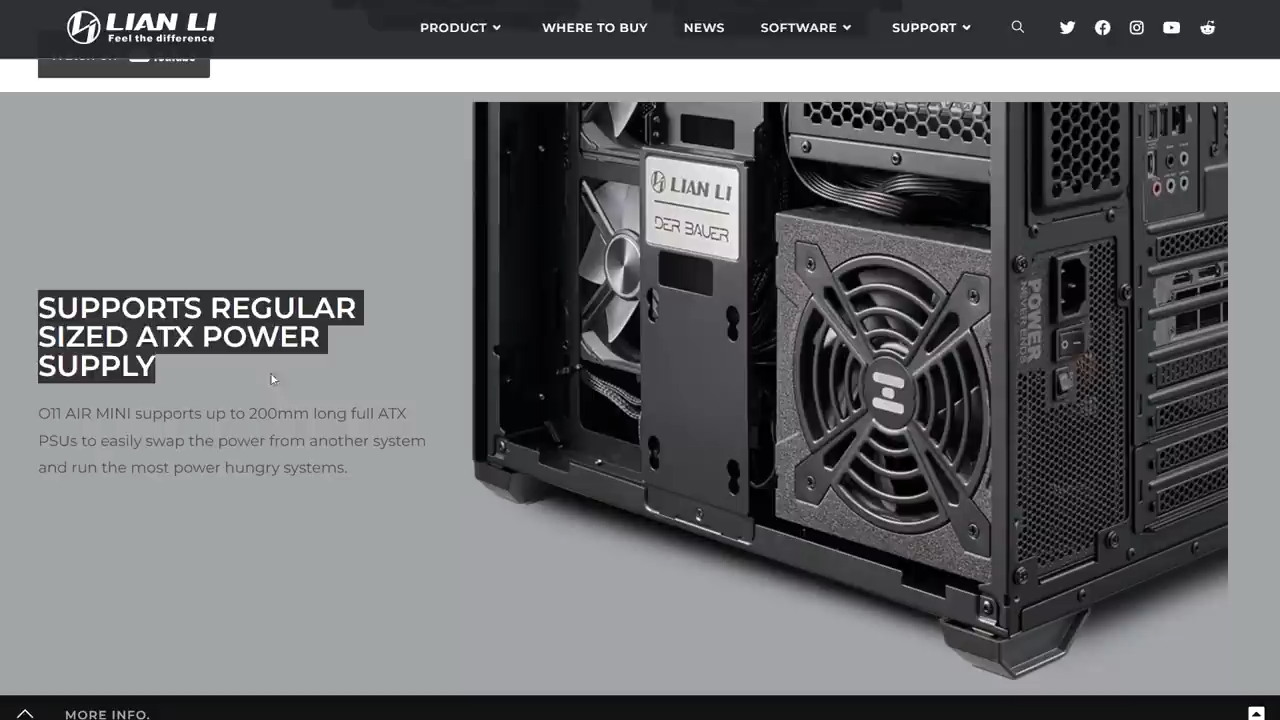 LIAN LI
Feel the difference
PRODUCT
WHERE TO BUY
NEWS
SOFTWARE
SUPPORT
LIAN LI
DER BAUER
POWER
SUPPORTS REGULAR
SIZED ATX POWER
SUPPLY
O11 AIR MINI supports up to 200mm long full ATX
PSUs to easily swap the power from another system
and run the most power hungry systems.
MORE INFO.